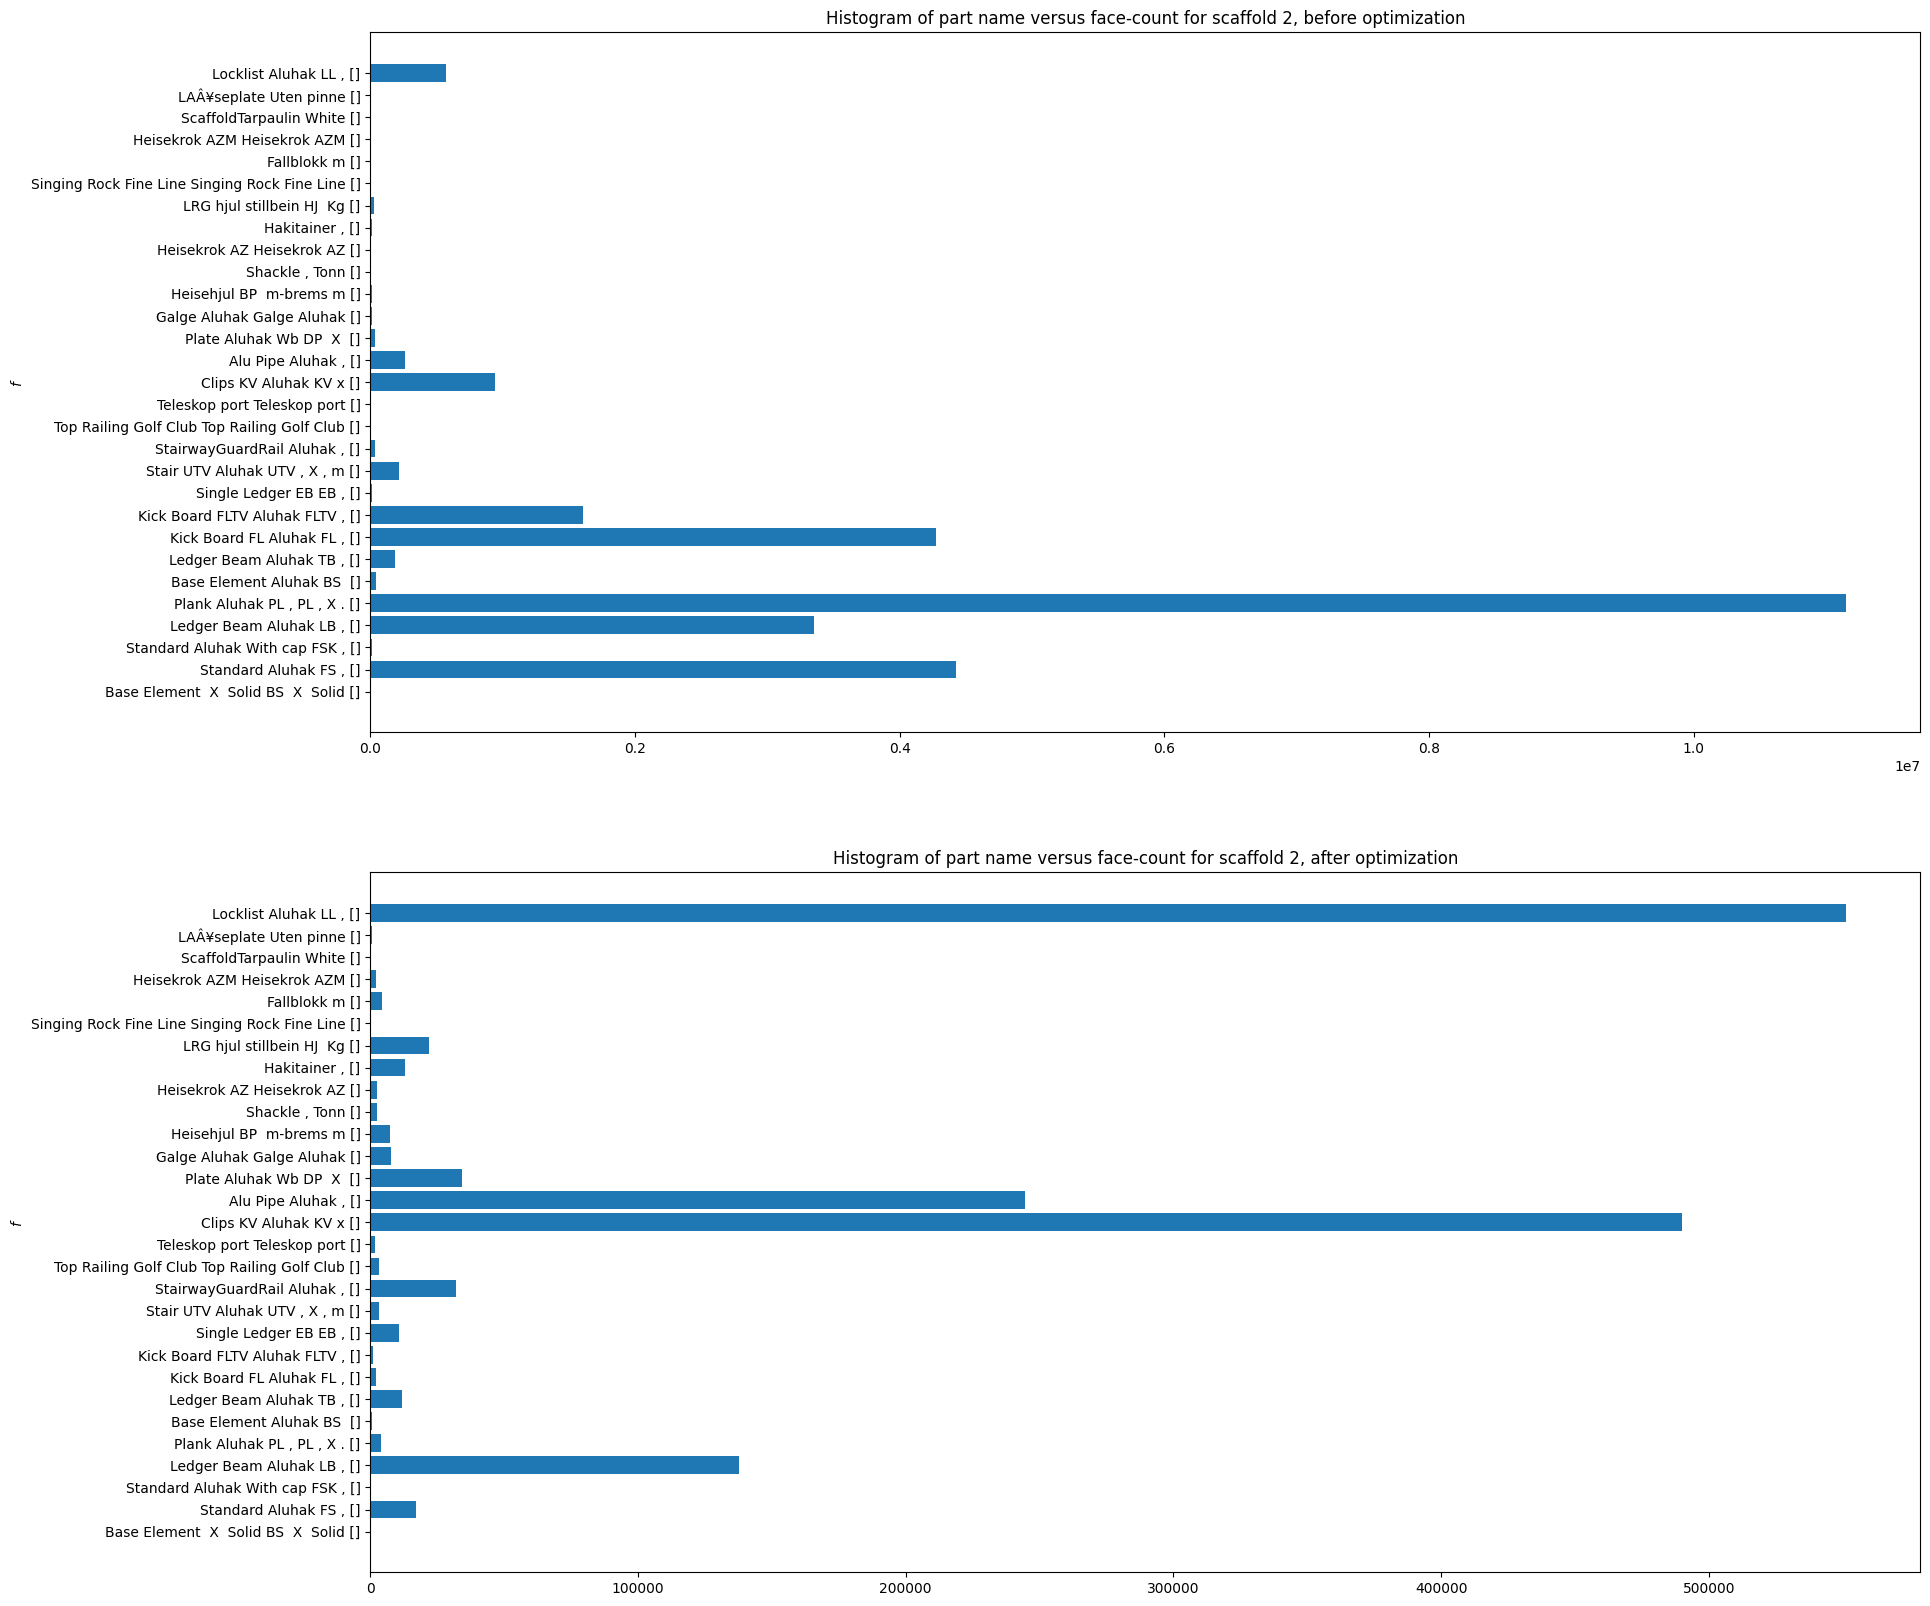 Histogram of part name versus face-count for scaffold 2, before optimization
Locklist Aluhak LL , []
LAÂ¥seplate Uten pinne []
ScaffoldTarpaulin White []
Heisekrok AZM Heisekrok AZM []
Fallblokk m []
Singing Rock Fine Line Singing Rock Fine Line []
LRG hjul stillbein HJ  Kg []
Hakitainer , []
Heisekrok AZ Heisekrok AZ []
Shackle , Tonn []
Heisehjul BP  m-brems m []
Galge Aluhak Galge Aluhak []
Plate Aluhak Wb DP  X  []
Alu Pipe Aluhak , []
Clips KV Aluhak KV x []
f
Teleskop port Teleskop port []
Top Railing Golf Club Top Railing Golf Club []
StairwayGuardRail Aluhak , []
Stair UTV Aluhak UTV , X , m []
Single Ledger EB EB , []
Kick Board FLTV Aluhak FLTV , []
Kick Board FL Aluhak FL , []
Ledger Beam Aluhak TB , []
Base Element Aluhak BS  []
Plank Aluhak PL , PL , X . []
Ledger Beam Aluhak LB , []
Standard Aluhak With cap FSK , []
Standard Aluhak FS , []
Base Element  X  Solid BS  X  Solid []
0.0 0.2 0.4 0.6 0.8 1.0
1e7
Histogram of part name versus face-count for scaffold 2, after optimization
Locklist Aluhak LL , []
LAÂ¥seplate Uten pinne []
ScaffoldTarpaulin White []
Heisekrok AZM Heisekrok AZM []
Fallblokk m []
Singing Rock Fine Line Singing Rock Fine Line []
LRG hjul stillbein HJ  Kg []
Hakitainer , []
Heisekrok AZ Heisekrok AZ []
Shackle , Tonn []
Heisehjul BP  m-brems m []
Galge Aluhak Galge Aluhak []
Plate Aluhak Wb DP  X  []
Alu Pipe Aluhak , []
Clips KV Aluhak KV x []
f
Teleskop port Teleskop port []
Top Railing Golf Club Top Railing Golf Club []
StairwayGuardRail Aluhak , []
Stair UTV Aluhak UTV , X , m []
Single Ledger EB EB , []
Kick Board FLTV Aluhak FLTV , []
Kick Board FL Aluhak FL , []
Ledger Beam Aluhak TB , []
Base Element Aluhak BS  []
Plank Aluhak PL , PL , X . []
Ledger Beam Aluhak LB , []
Standard Aluhak With cap FSK , []
Standard Aluhak FS , []
Base Element  X  Solid BS  X  Solid []
0 100000 200000 300000 400000 500000